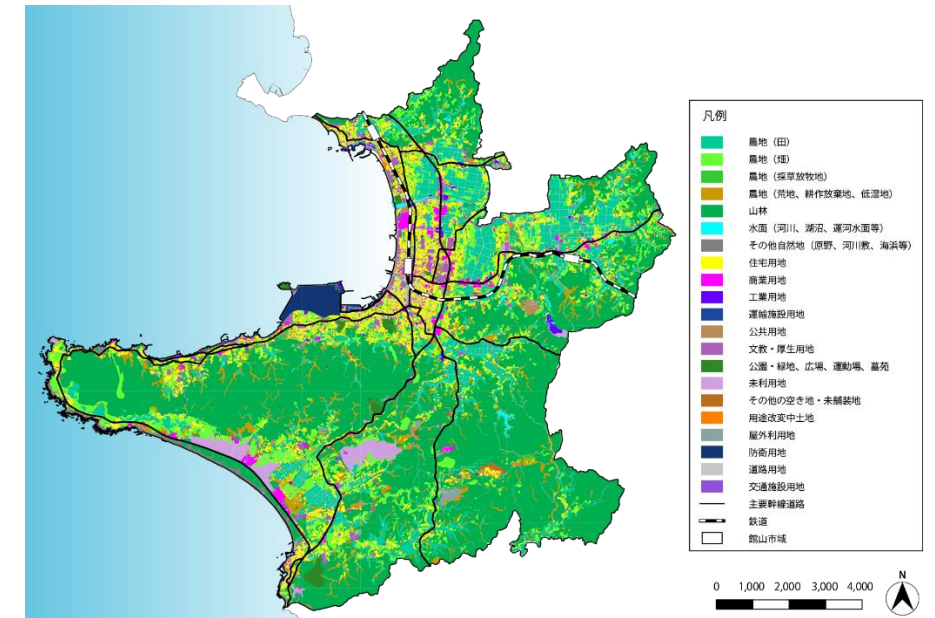 凡例
農地（田）
農地（畑）
農地（採草放牧地）
農地（荒地、耕作放棄地、低湿地）
山林
水面（河川、湖沼、運河水面等）
その他自然地（原野、河川敷、海浜等）
住宅用地
商業用地
工業用地
運輸施設用地
公共用地
文教・厚生用地
公園・緑地、広場、運動場、墓苑
未利用地
その他の空き地・未舗装地
用途改変中土地
屋外利用地
防衛用地
道路用地
交通施設用地
主要幹線道路
鉄道
館山市域
0 1,000 2,000 3,000 4,000
N